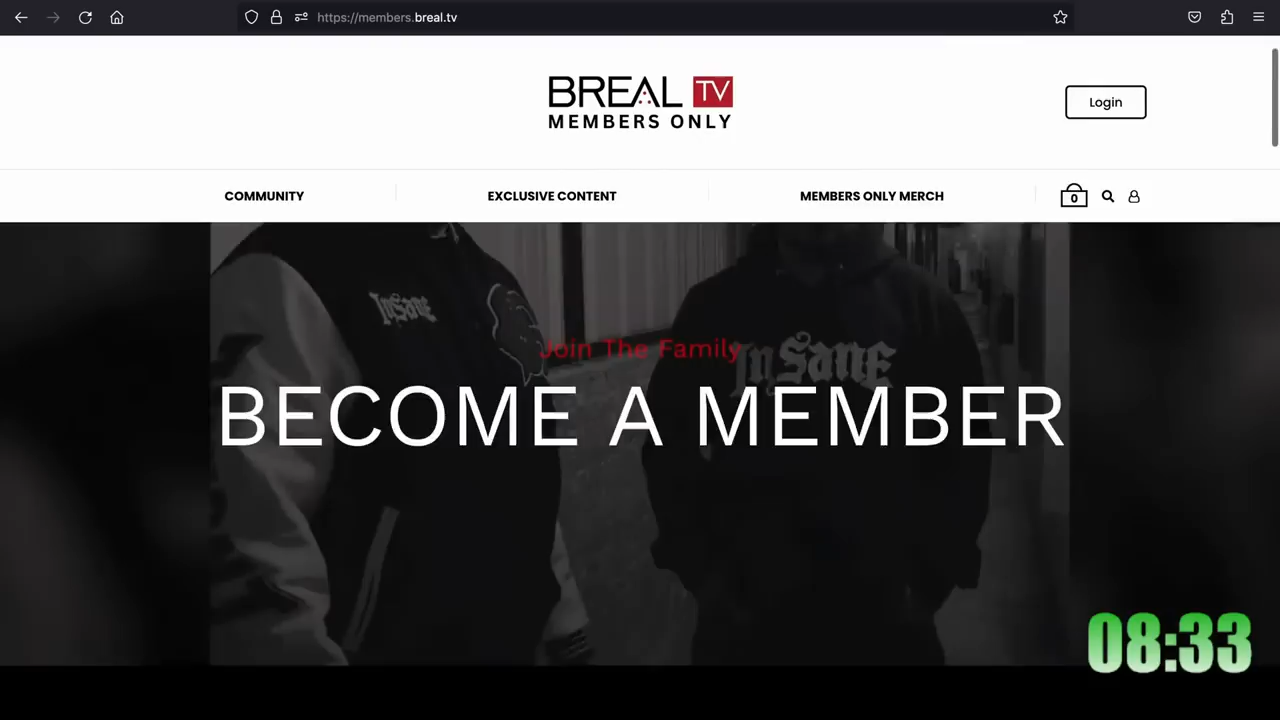 https://members.breal.tv
BREAL TV
MEMBERS ONLY
Login
COMMUNITY
EXCLUSIVE CONTENT
MEMBERS ONLY MERCH
0
Insane
Join The Family
Insane
BECOME A MEMBER
08:33